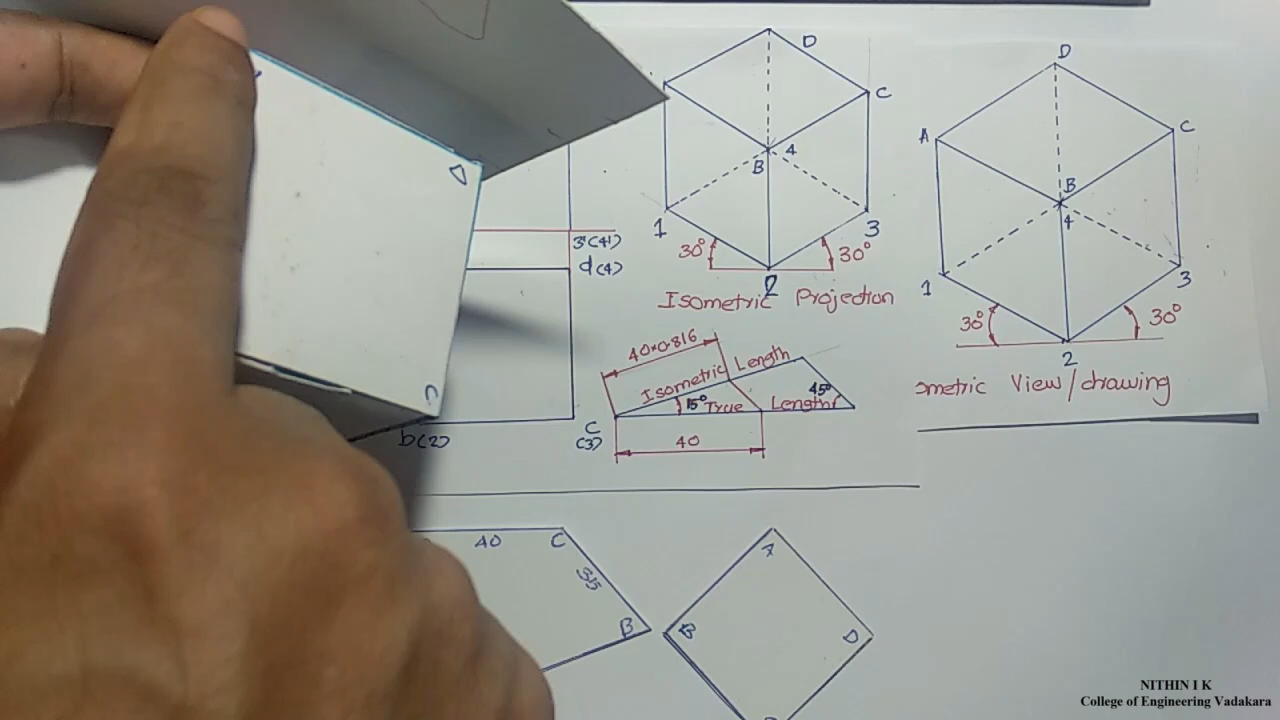 D
C
4
B
1
3
30°
30°
2
Isometric Projection
D
A
C
B
4
1
3
30°
30°
2
ometric View/drawing
D
C
3'(4')
d(4)
b(2)
C
(3)
40×0.816
Isometric Length
15° True Length
45°
40
40
C
35
B
A
B
D
NITHIN I K
College of Engineering Vadakara